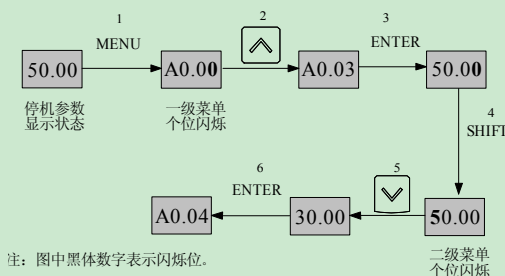 1
MENU
2
3
ENTER
50.00
A0.00
A0.03
50.00
停机参数
显示状态
一级菜单
个位闪烁
4
SHIFT
6
ENTER
5
A0.04
30.00
50.00
二级菜单
个位闪烁
注：图中黑体数字表示闪烁位。